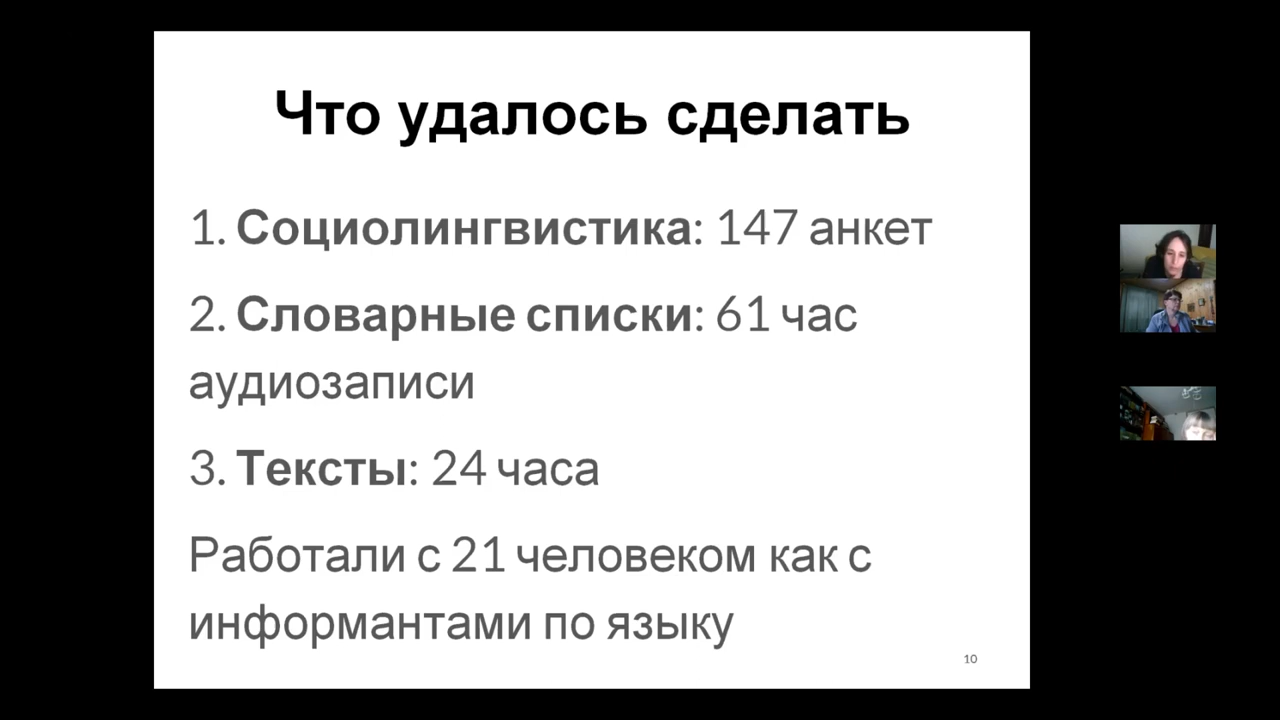 Что удалось сделать
1. Социолингвистика: 147 анкет
2. Словарные списки: 61 час
аудиозаписи
3. Тексты: 24 часа
Работали с 21 человеком как с
информантами по языку
10